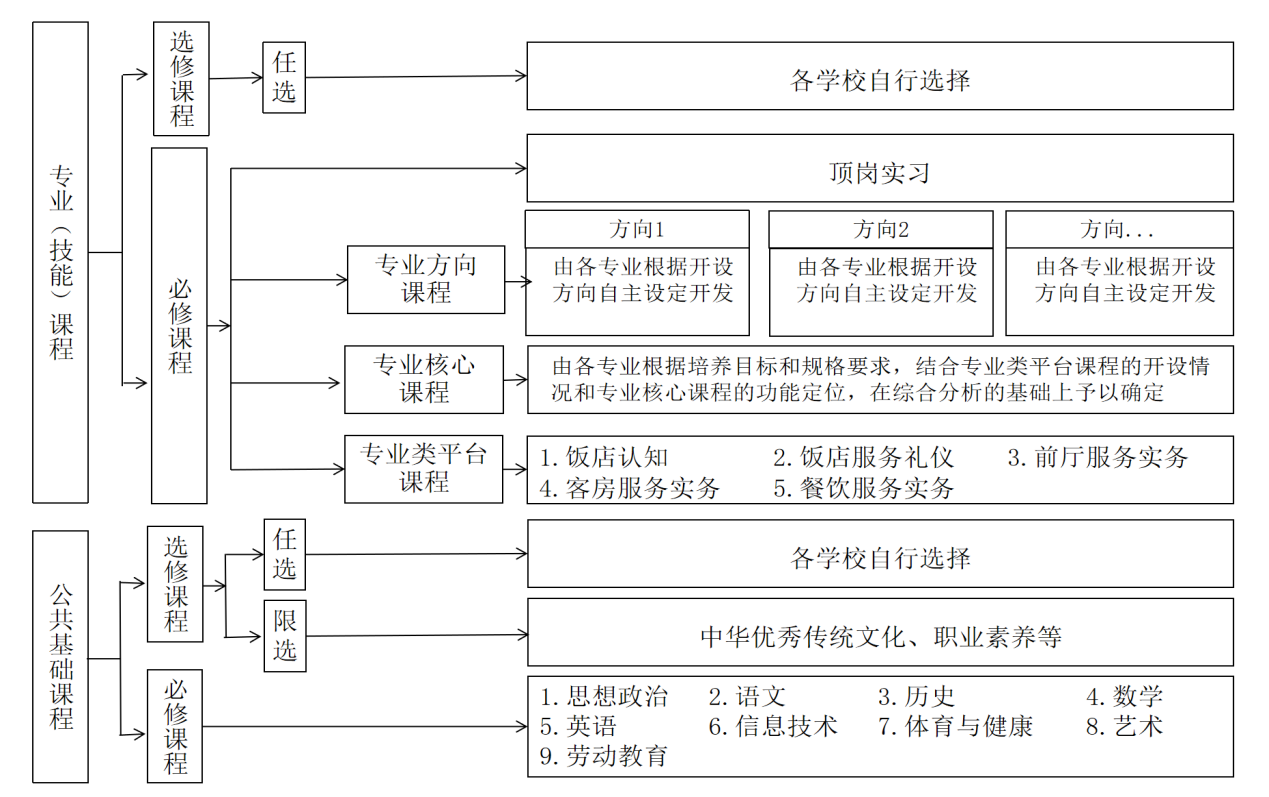 专业（技能）课程
选修课程
任选
各学校自行选择
必修课程
顶岗实习
专业方向
课程
方向1
由各专业根据开设
方向自主设定开发
方向2
由各专业根据开设
方向自主设定开发
方向...
由各专业根据开设
方向自主设定开发
专业核心
课程
由各专业根据培养目标和规格要求，结合专业类平台课程的开设情
况和专业核心课程的功能定位，在综合分析的基础上予以确定
专业类平台
课程
1.饭店认知 2.饭店服务礼仪 3.前厅服务实务
4.客房服务实务 5.餐饮服务实务
公共基础课程
选修课程
任选
各学校自行选择
限选
中华优秀传统文化、职业素养等
必修课程
1.思想政治 2.语文 3.历史 4.数学
5.英语 6.信息技术 7.体育与健康 8.艺术
9.劳动教育